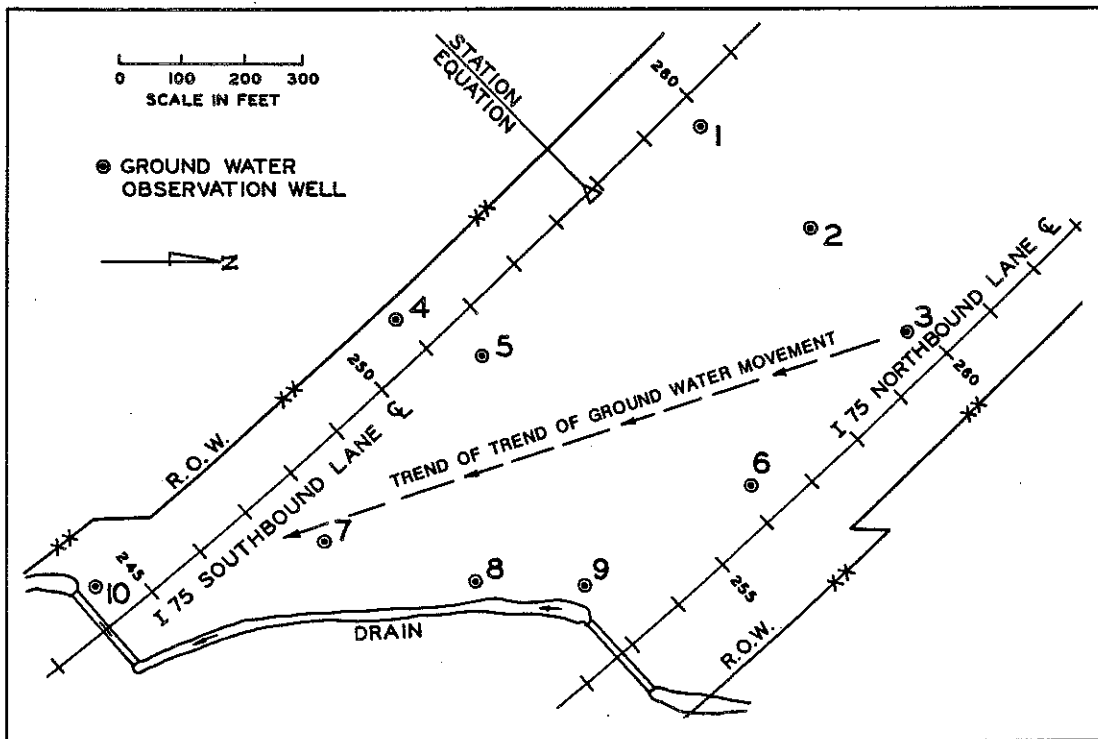 0 100 200 300
SCALE IN FEET
GROUND WATER
OBSERVATION WELL
N
STATION
EQUATION
260
1
2
3
4
5
250
260
I 75 NORTHBOUND LANE ℄
TREND OF TREND OF GROUND WATER MOVEMENT
R.O.W.
I 75 SOUTHBOUND LANE ℄
6
7
8
9
10
245
255
DRAIN
R.O.W.